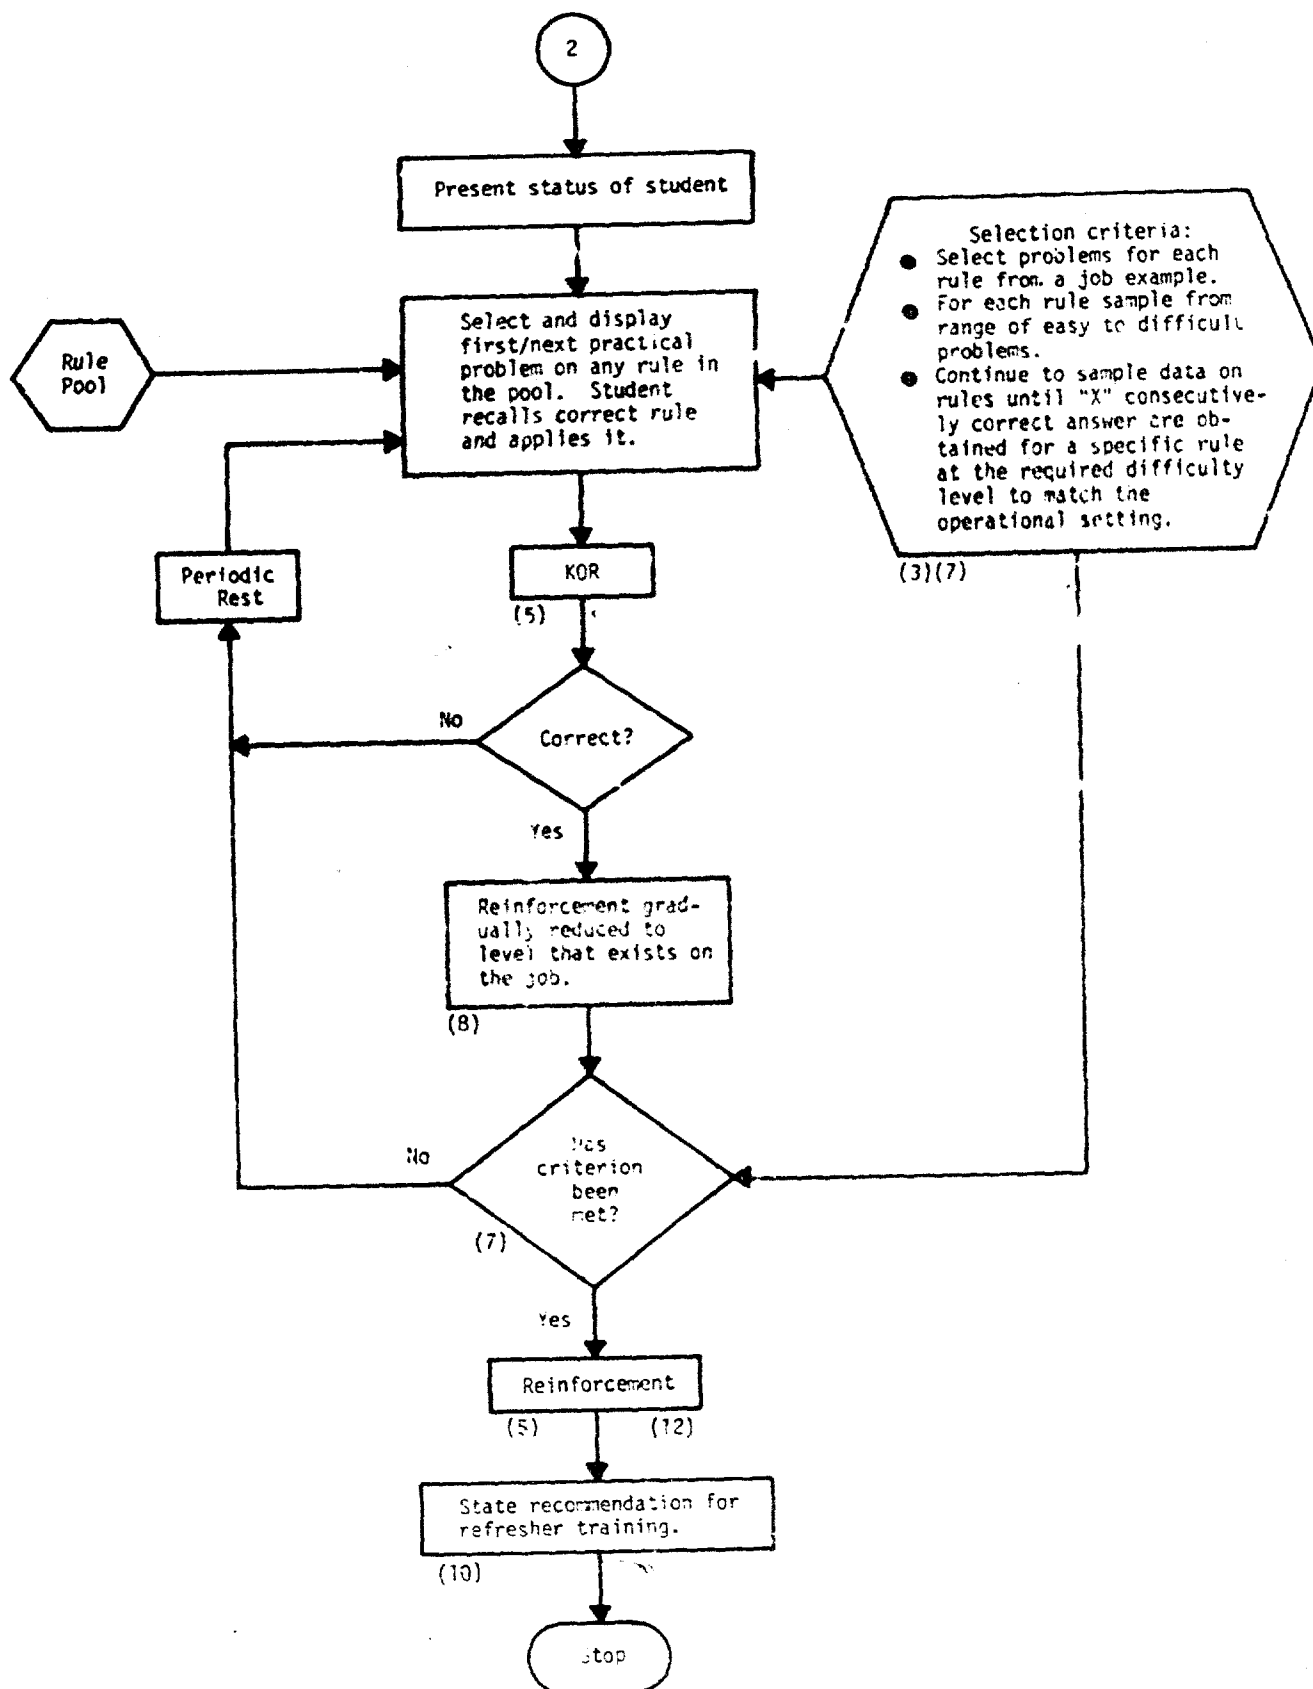 2
Present status of student
Selection criteria:
● Select problems for each
rule from a job example.
● For each rule sample from
range of easy to difficult
problems.
● Continue to sample data on
rules until "X" consecutive-
ly correct answer are ob-
tained for a specific rule
at the required difficulty
level to match the
operational setting.
(3)(7)
Rule
Pool
Select and display
first/next practical
problem on any rule in
the pool. Student
recalls correct rule
and applies it.
Periodic
Rest
KOR
(5)
Correct?
No
Yes
Reinforcement grad-
ually reduced to
level that exists on
the job.
(8)
Has
criterion
been
met?
No
(7)
Yes
Reinforcement
(5) (12)
State recommendation for
refresher training.
(10)
Stop